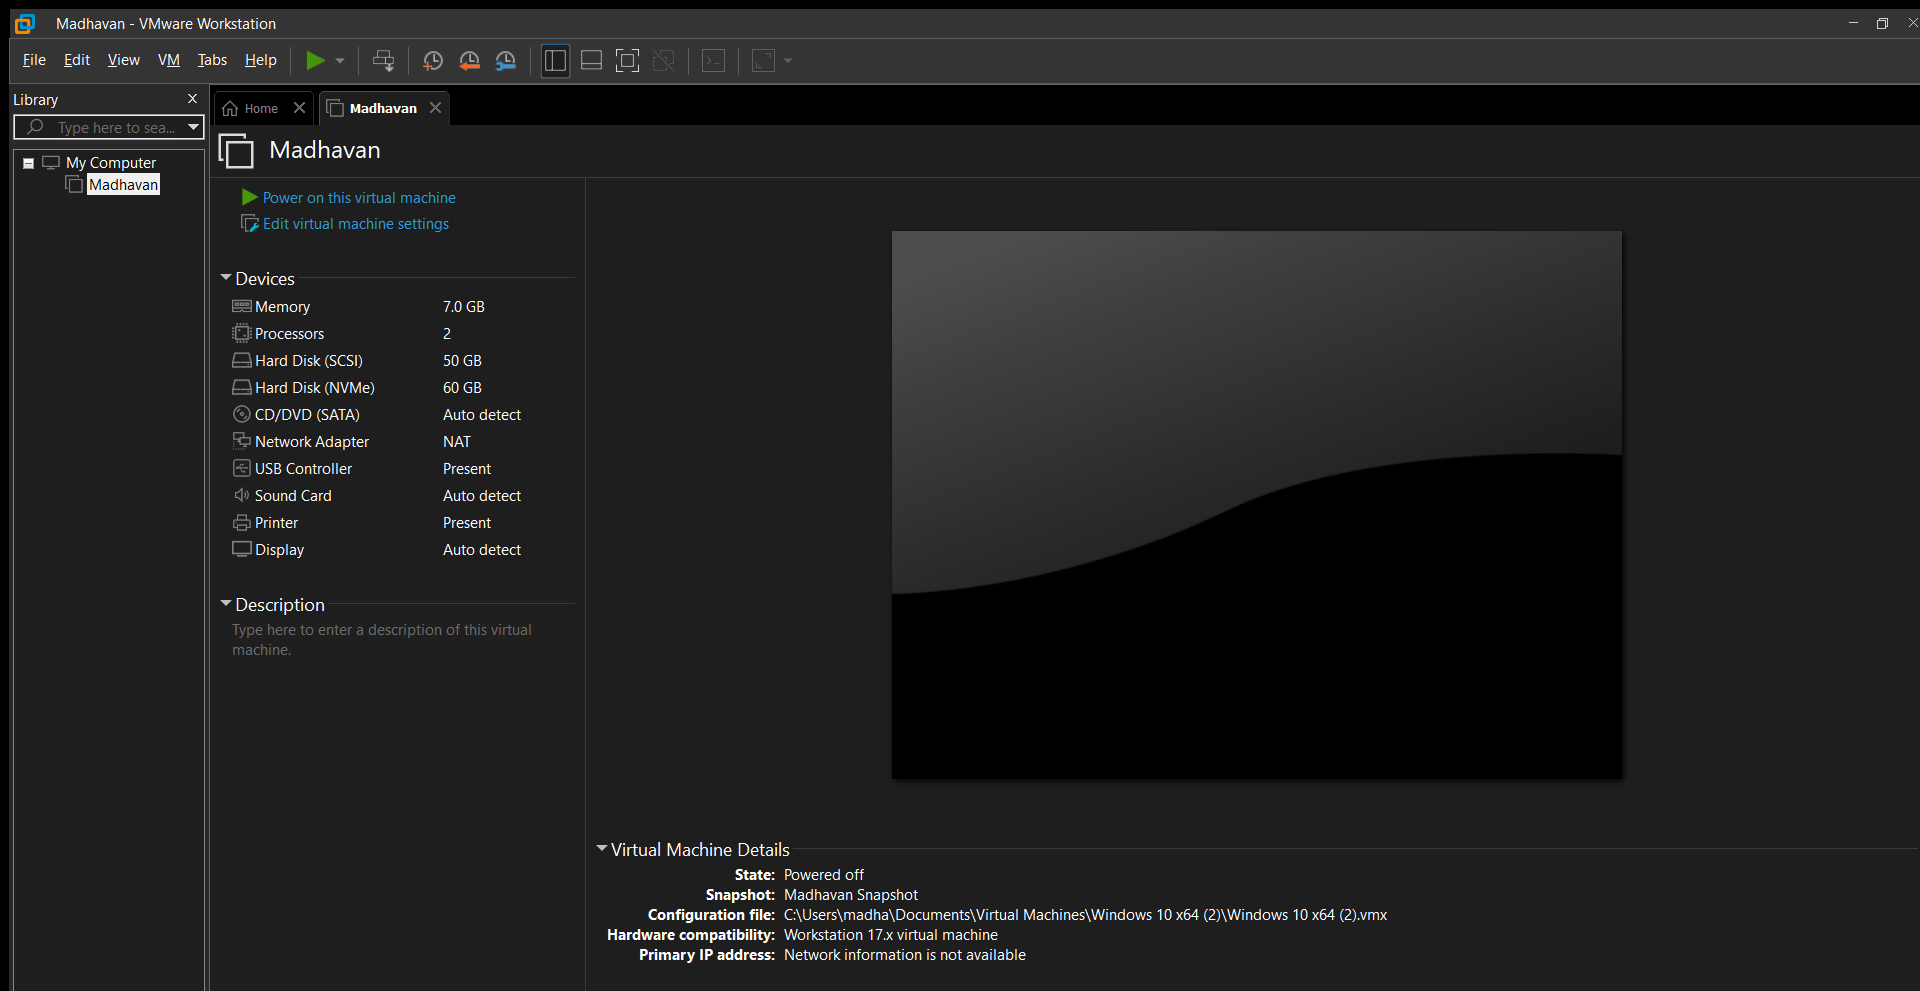 Madhavan - VMware Workstation
File Edit View VM Tabs Help
Library
Type here to sea...
My Computer
Madhavan
Home
Madhavan
Madhavan
Power on this virtual machine
Edit virtual machine settings
Devices
Memory 7.0 GB
Processors 2
Hard Disk (SCSI) 50 GB
Hard Disk (NVMe) 60 GB
CD/DVD (SATA) Auto detect
Network Adapter NAT
USB Controller Present
Sound Card Auto detect
Printer Present
Display Auto detect
Description
Type here to enter a description of this virtual
machine.
Virtual Machine Details
State: Powered off
Snapshot: Madhavan Snapshot
Configuration file: C:\Users\madha\Documents\Virtual Machines\Windows 10 x64 (2)\Windows 10 x64 (2).vmx
Hardware compatibility: Workstation 17.x virtual machine
Primary IP address: Network information is not available